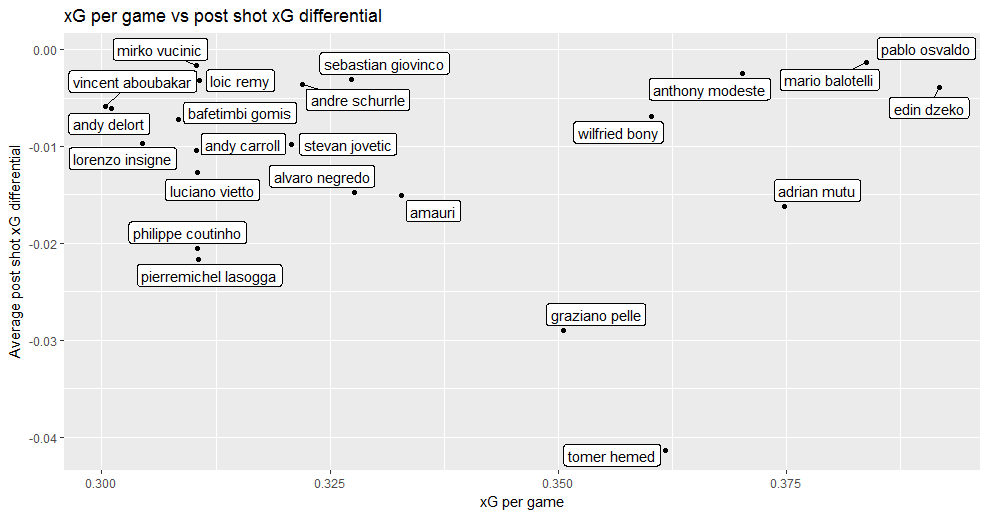 xG per game vs post shot xG differential
0.00
-0.01
-0.02
-0.03
-0.04
Average post shot xG differential
mirko vucinic
sebastian giovinco
pablo osvaldo
vincent aboubakar
loic remy
mario balotelli
anthony modeste
andre schurrle
edin dzeko
bafetimbi gomis
andy delort
wilfried bony
andy carroll
stevan jovetic
lorenzo insigne
alvaro negredo
luciano vietto
adrian mutu
amauri
philippe coutinho
pierremichel lasogga
graziano pelle
tomer hemed
0.300
0.325
0.350
0.375
xG per game